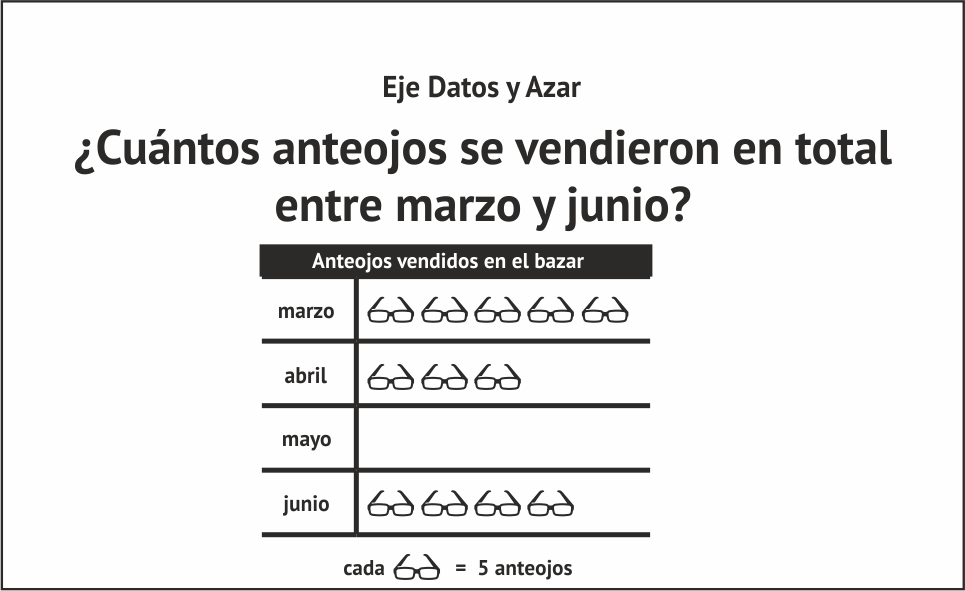 Eje Datos y Azar
¿Cuántos anteojos se vendieron en total
entre marzo y junio?
Anteojos vendidos en el bazar
marzo
abril
mayo
junio
cada = 5 anteojos